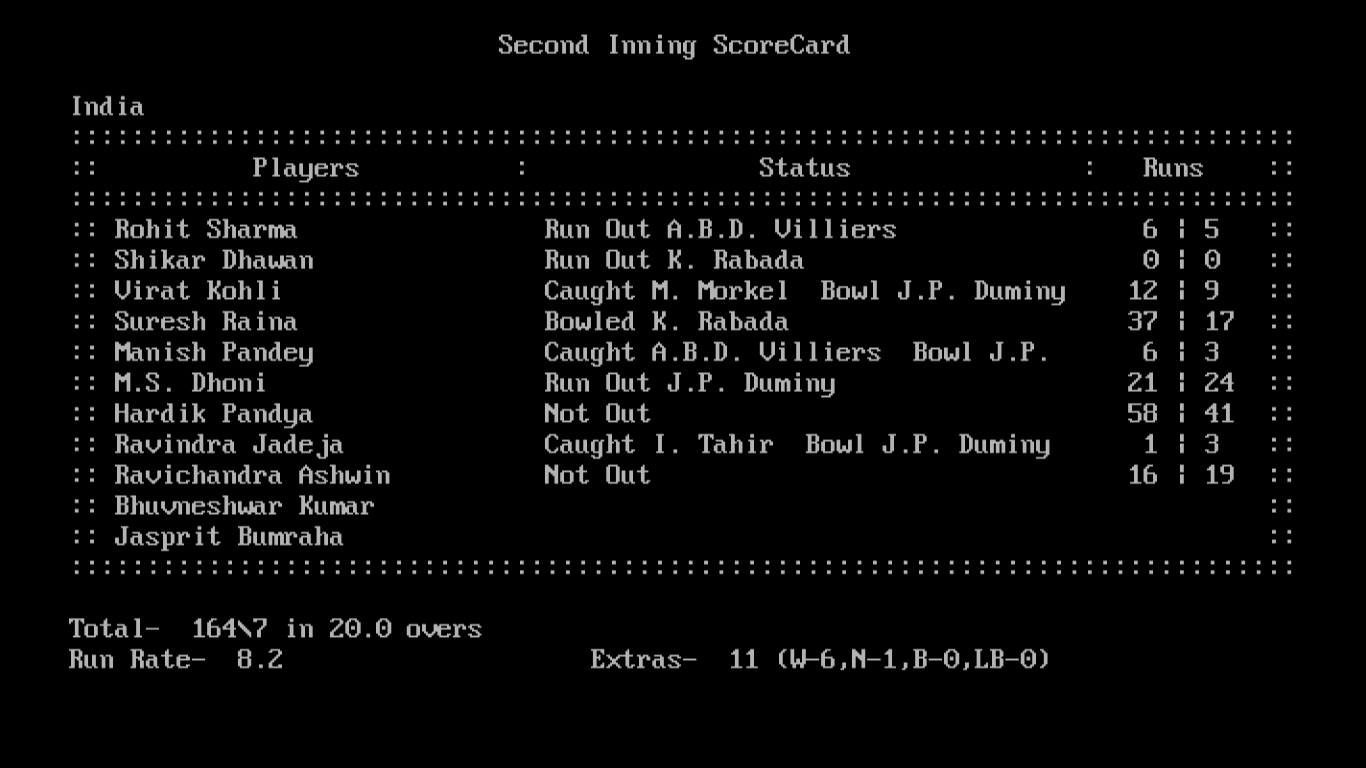 Second Inning ScoreCard
India
:: Players : Status : Runs ::
:: Rohit Sharma Run Out A.B.D. Villiers 6 ¦ 5 ::
:: Shikar Dhawan Run Out K. Rabada 0 ¦ 0 ::
:: Virat Kohli Caught M. Morkel Bowl J.P. Duminy 12 ¦ 9 ::
:: Suresh Raina Bowled K. Rabada 37 ¦ 17 ::
:: Manish Pandey Caught A.B.D. Villiers Bowl J.P. 6 ¦ 3 ::
:: M.S. Dhoni Run Out J.P. Duminy 21 ¦ 24 ::
:: Hardik Pandya Not Out 58 ¦ 41 ::
:: Ravindra Jadeja Caught I. Tahir Bowl J.P. Duminy 1 ¦ 3 ::
:: Ravichandra Ashwin Not Out 16 ¦ 19 ::
:: Bhuvneshwar Kumar ::
:: Jasprit Bumraha ::
Total- 164\7 in 20.0 overs
Run Rate- 8.2 Extras- 11 (W-6,N-1,B-0,LB-0)